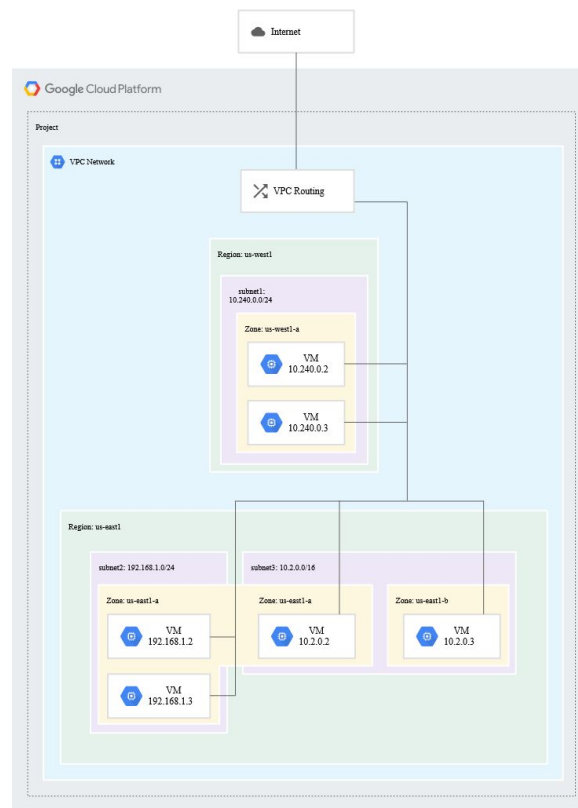 Internet
Google Cloud Platform
Project
VPC Network
VPC Routing
Region: us-west1
subnet1:
10.240.0.0/24
Zone: us-west1-a
VM
10.240.0.2
VM
10.240.0.3
Region: us-east1
subnet2: 192.168.1.0/24
subnet3: 10.2.0.0/16
Zone: us-east1-a
Zone: us-east1-a
Zone: us-east1-b
VM
192.168.1.2
VM
10.2.0.2
VM
10.2.0.3
VM
192.168.1.3